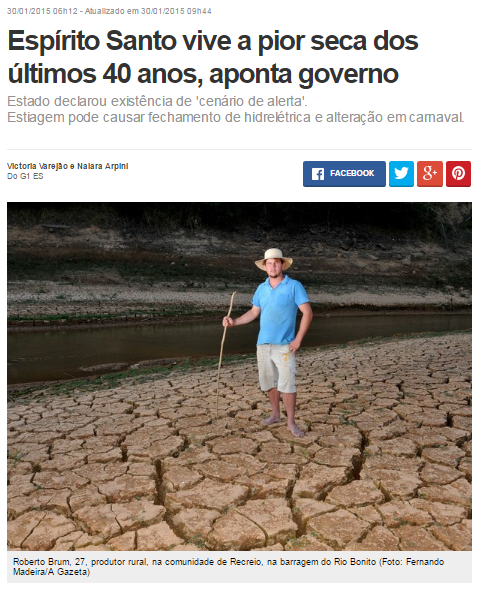 30/01/2015 06h12 - Atualizado em 30/01/2015 09h44
Espírito Santo vive a pior seca dos
últimos 40 anos, aponta governo
Estado declarou existência de 'cenário de alerta'.
Estiagem pode causar fechamento de hidrelétrica e alteração em carnaval.
Victoria Varejão e Naiara Arpini
Do G1 ES
FACEBOOK
Roberto Brum, 27, produtor rural, na comunidade de Recreio, na barragem do Rio Bonito (Foto: Fernando
Madeira/A Gazeta)